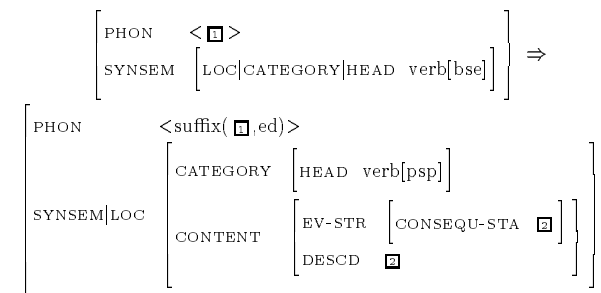 PHON < 1 >
SYNSEM [LOC|CATEGORY|HEAD verb[bse]] ⇒
PHON <suffix( 1 ,ed)>
CATEGORY [HEAD verb[psp]]
SYNSEM|LOC
EV-STR [CONSEQU-STA 2]
CONTENT
DESCD 2